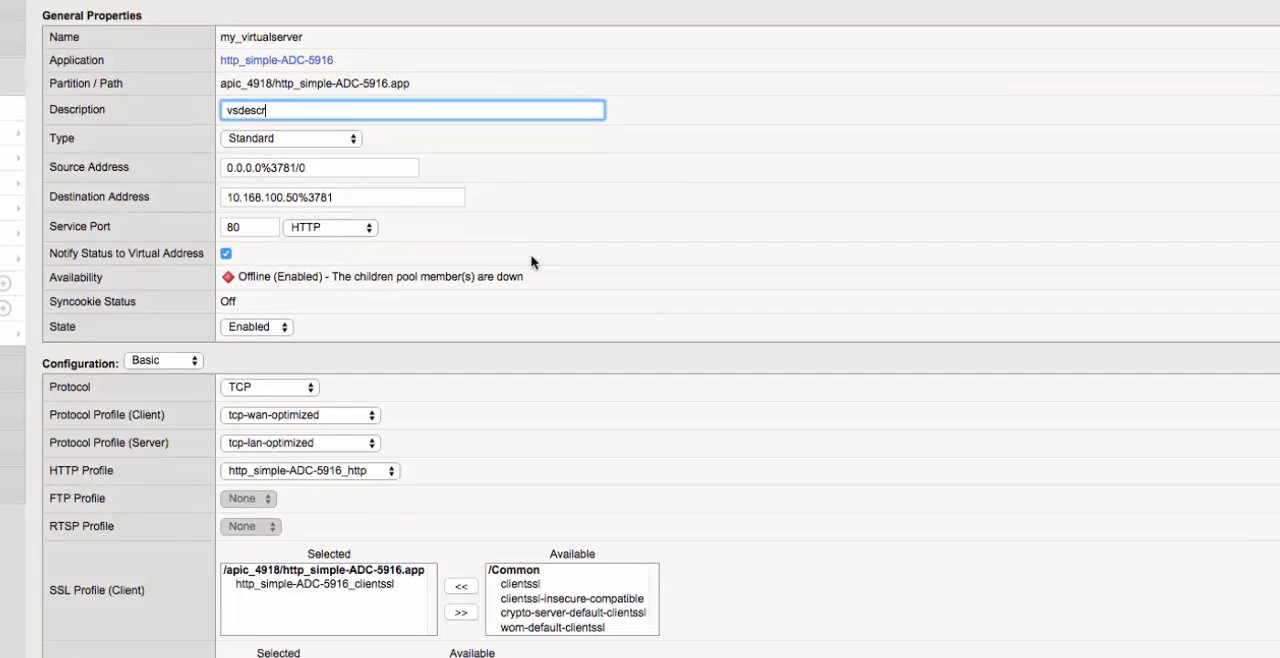 General Properties
Name my_virtualserver
Application http_simple-ADC-5916
Partition / Path apic_4918/http_simple-ADC-5916.app
Description vsdescr
Type Standard
Source Address 0.0.0.0%3781/0
Destination Address 10.168.100.50%3781
Service Port 80 HTTP
Notify Status to Virtual Address
Availability Offline (Enabled) - The children pool member(s) are down
Syncookie Status Off
State Enabled
Configuration: Basic
Protocol TCP
Protocol Profile (Client) tcp-wan-optimized
Protocol Profile (Server) tcp-lan-optimized
HTTP Profile http_simple-ADC-5916_http
FTP Profile None
RTSP Profile None
Selected Available
/apic_4918/http_simple-ADC-5916.app /Common
http_simple-ADC-5916_clientssl clientssl
SSL Profile (Client) << clientssl-insecure-compatible
>> crypto-server-default-clientssl
wom-default-clientssl
Selected Available